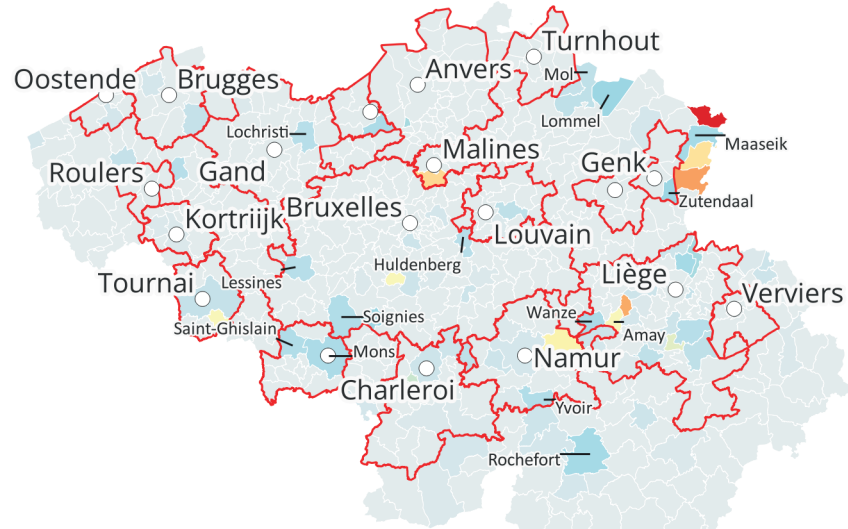 Turnhout
Oostende
Brugges
Anvers
Mol
Lommel
Lochristi
Maaseik
Malines
Roulers
Gand
Genk
Zutendaal
Kortriijk
Bruxelles
Louvain
Huldenberg
Tournai
Lessines
Liège
Verviers
Soignies
Wanze
Saint-Ghislain
Amay
Mons
Namur
Charleroi
Yvoir
Rochefort